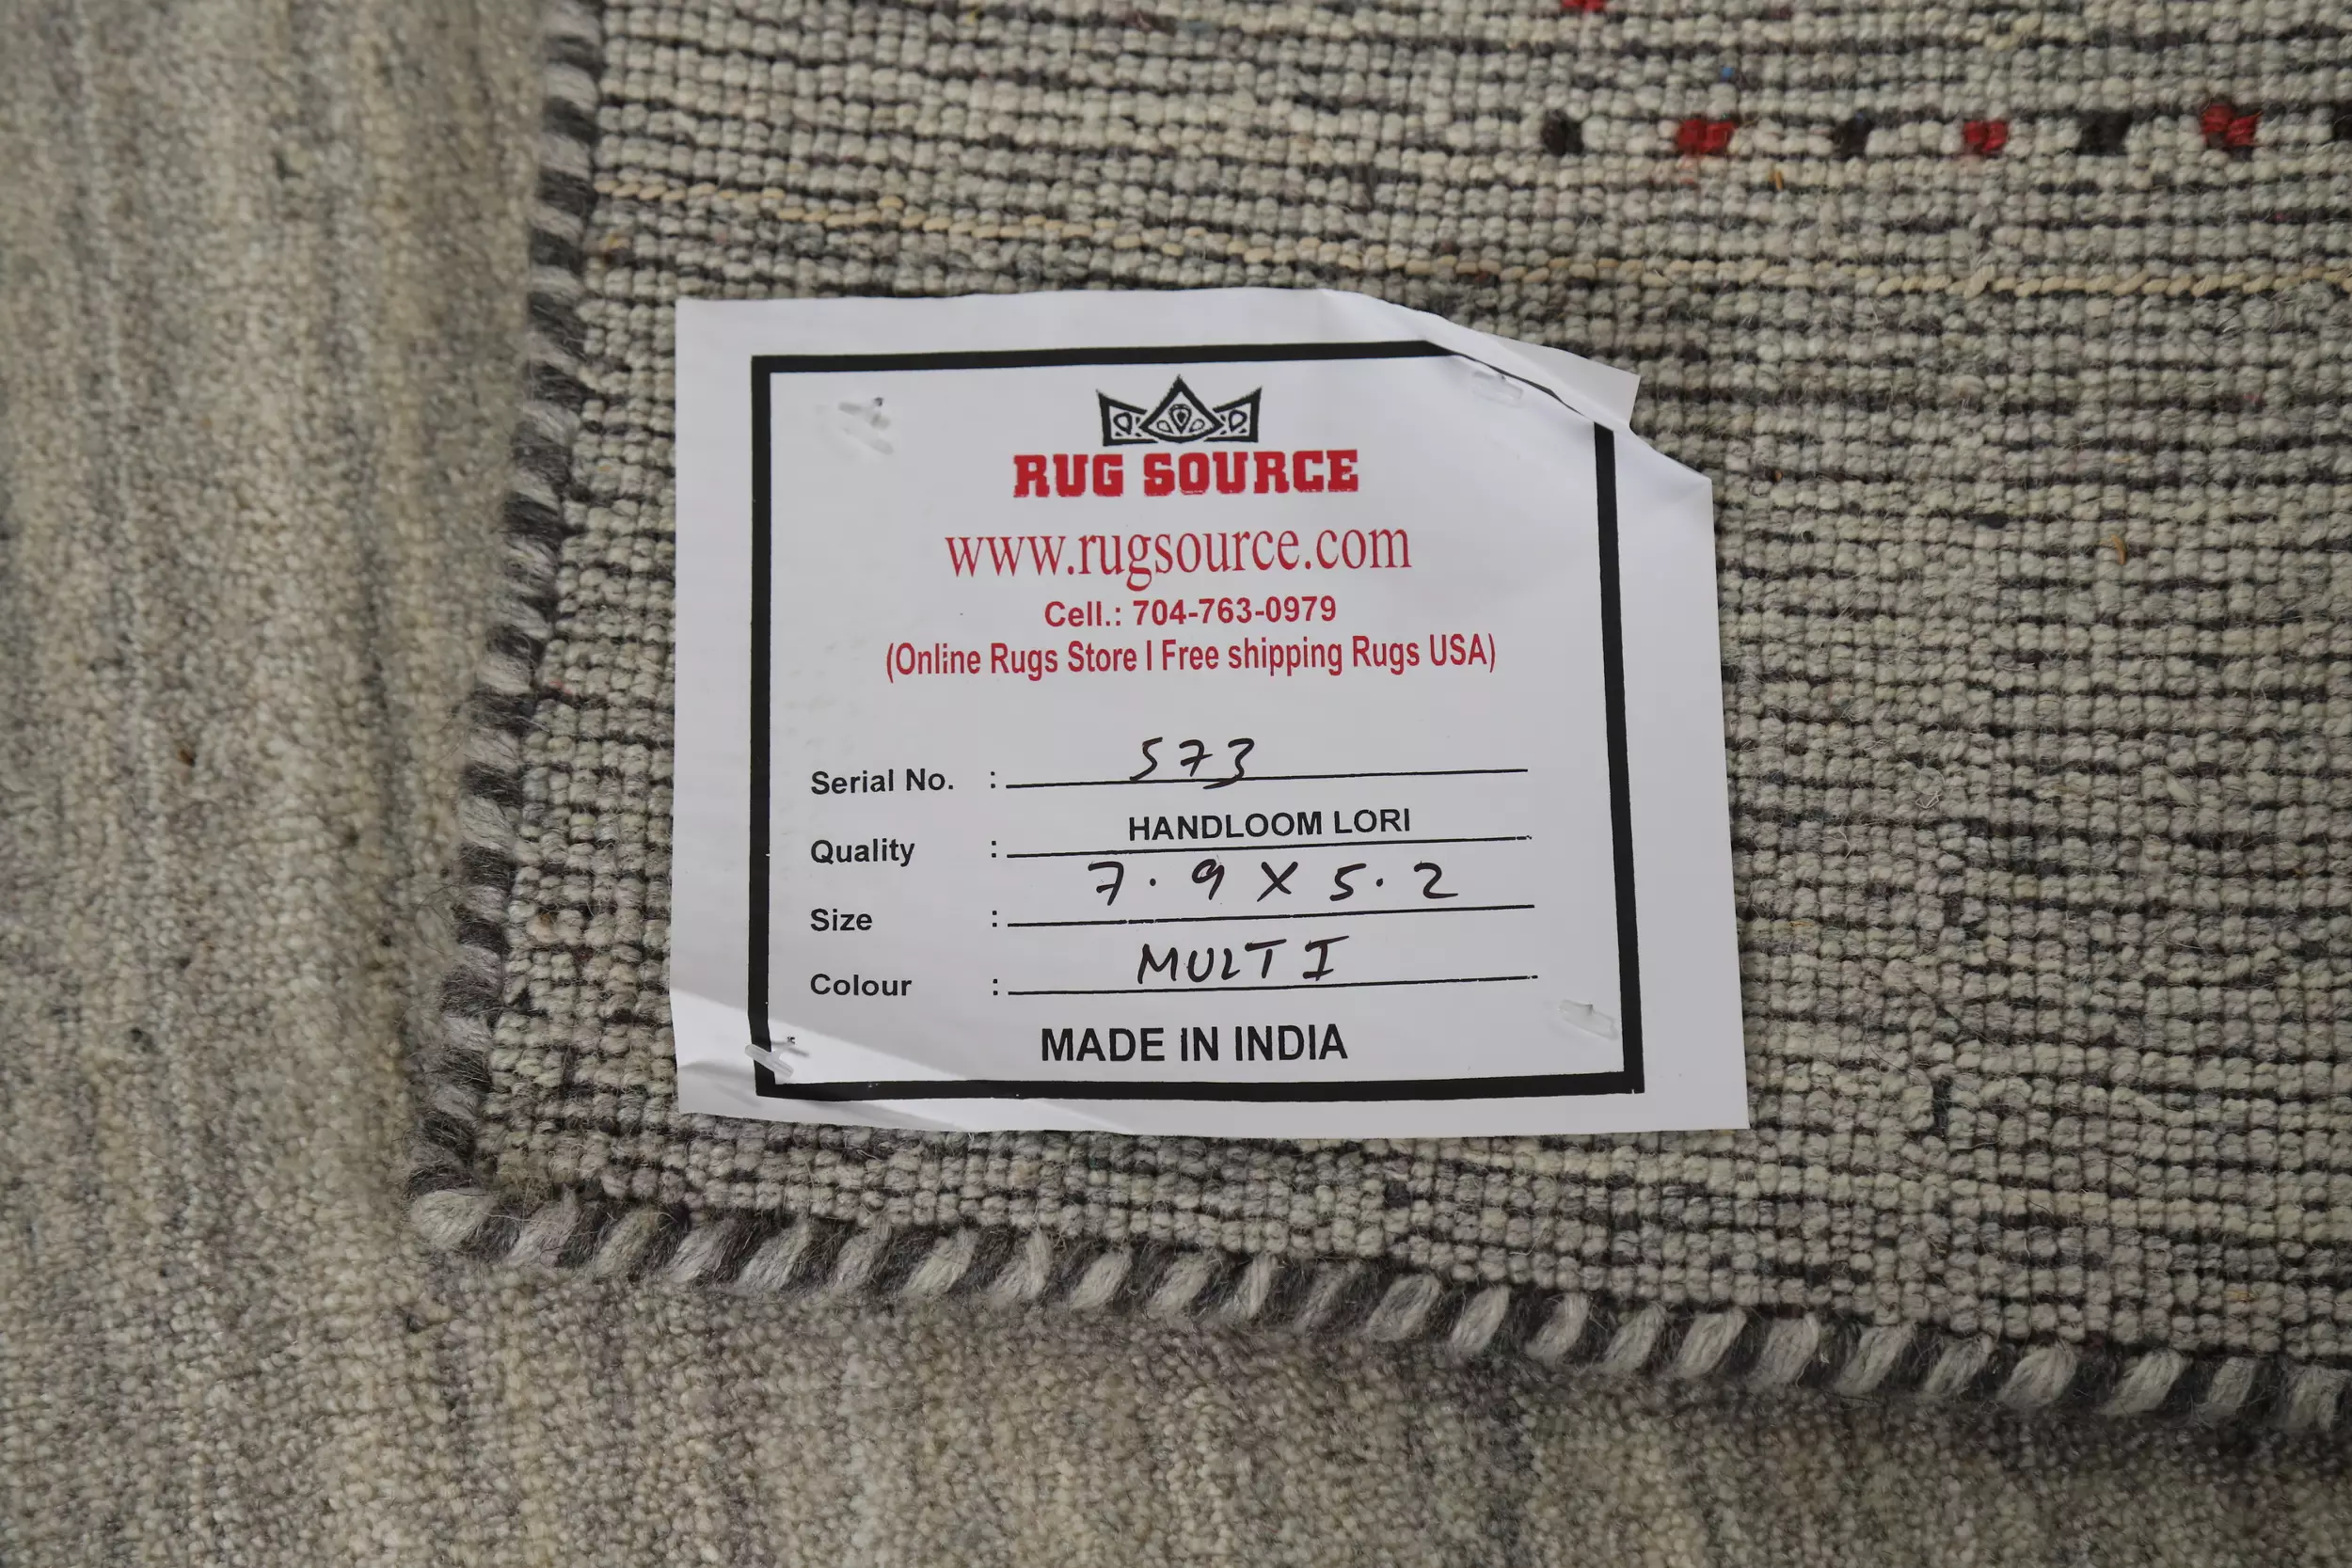 RUG SOURCE
www.rugsource.com
Cell.: 704-763-0979
(Online Rugs Store I Free shipping Rugs USA)
Serial No. : 573
Quality : HANDLOOM LORI
Size : 7.9 X 5.2
Colour : MULTI
MADE IN INDIA